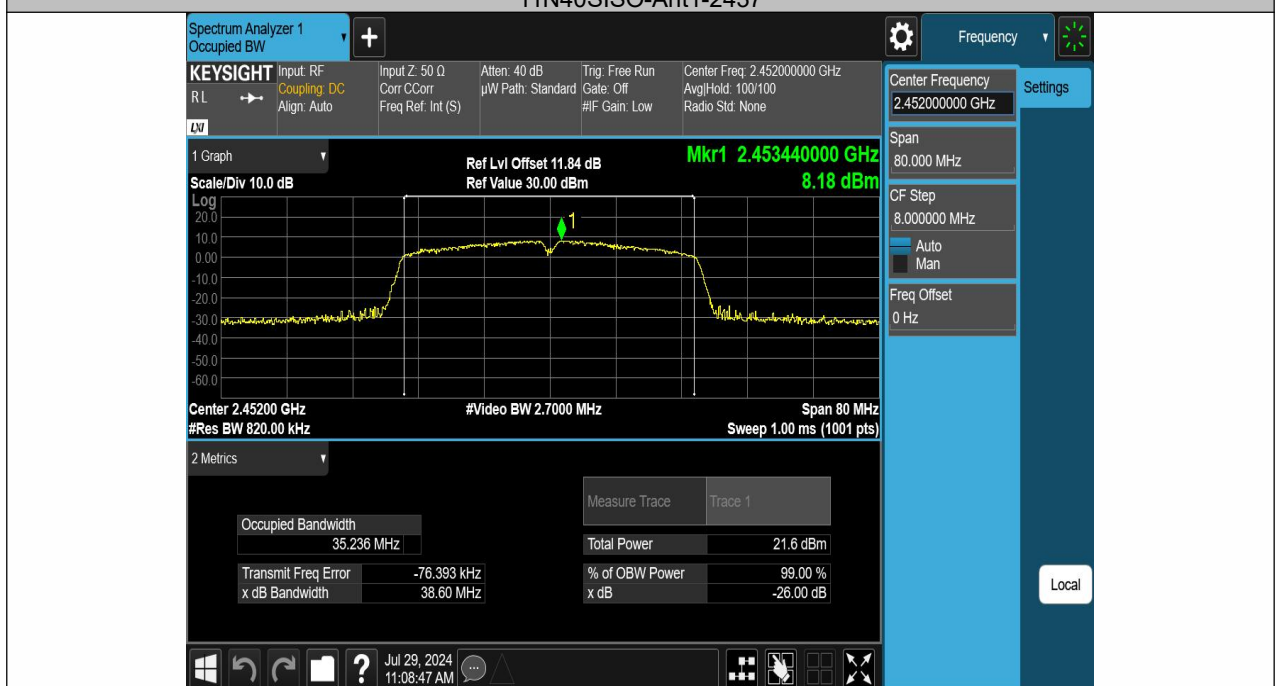 11N40SISO-Ant1-2437
Spectrum Analyzer 1
Occupied BW
Frequency
KEYSIGHT
RL
LXI
Input: RF
Coupling: DC
Align: Auto
Input Z: 50 Ω
Corr CCorr
Freq Ref: Int (S)
Atten: 40 dB
µW Path: Standard
Trig: Free Run
Gate: Off
#IF Gain: Low
Center Freq: 2.452000000 GHz
Avg|Hold: 100/100
Radio Std: None
Center Frequency
2.452000000 GHz
Settings
Span
80.000 MHz
CF Step
8.000000 MHz
Auto
Man
Freq Offset
0 Hz
Local
1 Graph
Scale/Div 10.0 dB
Ref Lvl Offset 11.84 dB
Ref Value 30.00 dBm
Mkr1 2.453440000 GHz
8.18 dBm
Log
20.0
10.0
0.00
-10.0
-20.0
-30.0
-40.0
-50.0
-60.0
1
Center 2.45200 GHz
#Res BW 820.00 kHz
#Video BW 2.7000 MHz
Span 80 MHz
Sweep 1.00 ms (1001 pts)
2 Metrics
Measure Trace Trace 1
Occupied Bandwidth
35.236 MHz
Total Power 21.6 dBm
Transmit Freq Error -76.393 kHz
% of OBW Power 99.00 %
x dB Bandwidth 38.60 MHz
x dB -26.00 dB
?
Jul 29, 2024
11:08:47 AM